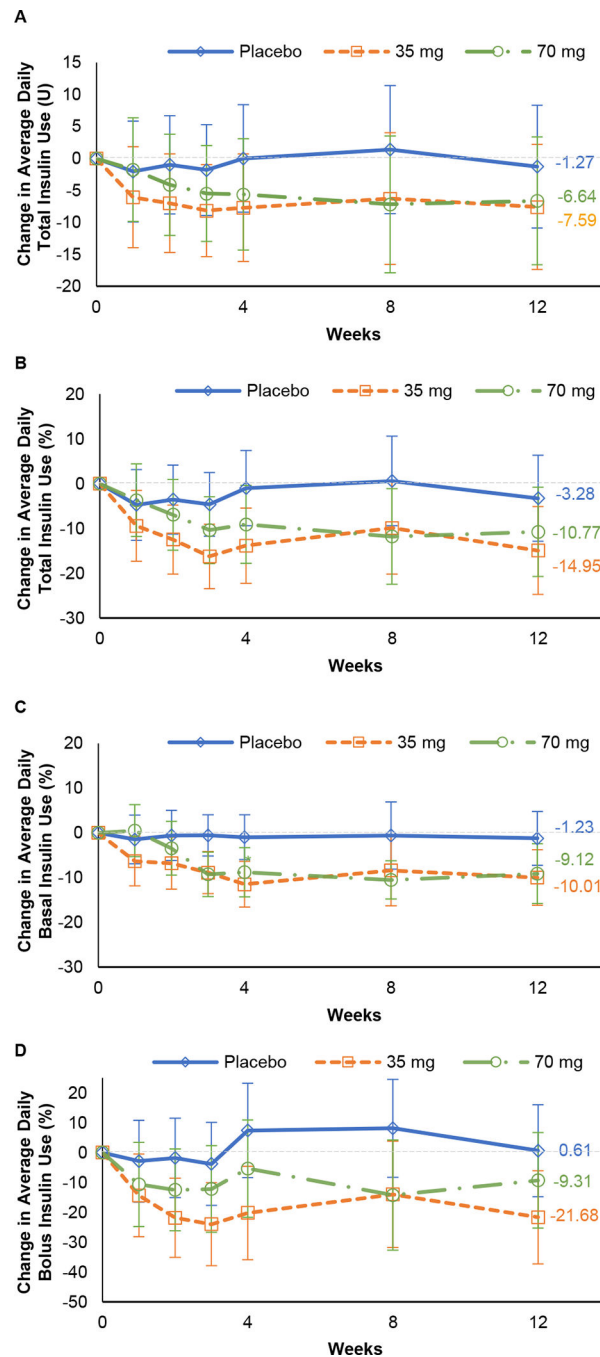 A
Placebo 35 mg 70 mg
Change in Average Daily
Total Insulin Use (U)
15
10
5
0
-5
-10
-15
-20
-1.27
-6.64
-7.59
0 4 8 12
Weeks
B
Placebo 35 mg 70 mg
Change in Average Daily
Total Insulin Use (%)
20
10
0
-10
-20
-30
-3.28
-10.77
-14.95
0 4 8 12
Weeks
C
Placebo 35 mg 70 mg
Change in Average Daily
Basal Insulin Use (%)
20
10
0
-10
-20
-30
-1.23
-9.12
-10.01
0 4 8 12
Weeks
D
Placebo 35 mg 70 mg
Change in Average Daily
Bolus Insulin Use (%)
20
10
0
-10
-20
-30
-40
-50
0.61
-9.31
-21.68
0 4 8 12
Weeks